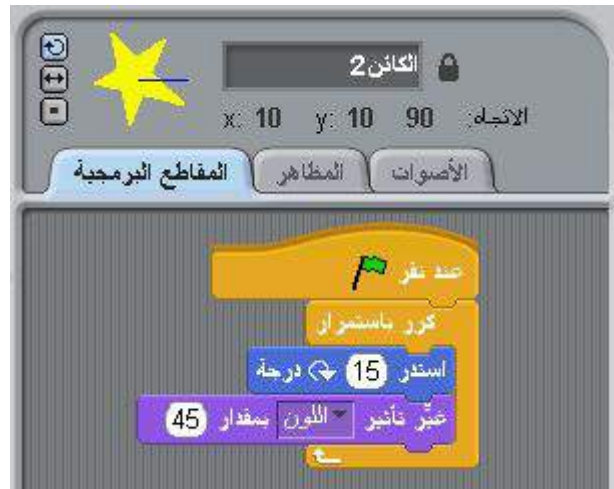 الكائن2
x: 10 y: 10 90 الاتجاه:
المقاطع البرمجية المظاهر الأصوات
عند نقر
كرر باستمرار
استدر 15 درجة
غيِّر تأثير اللون بمقدار 45